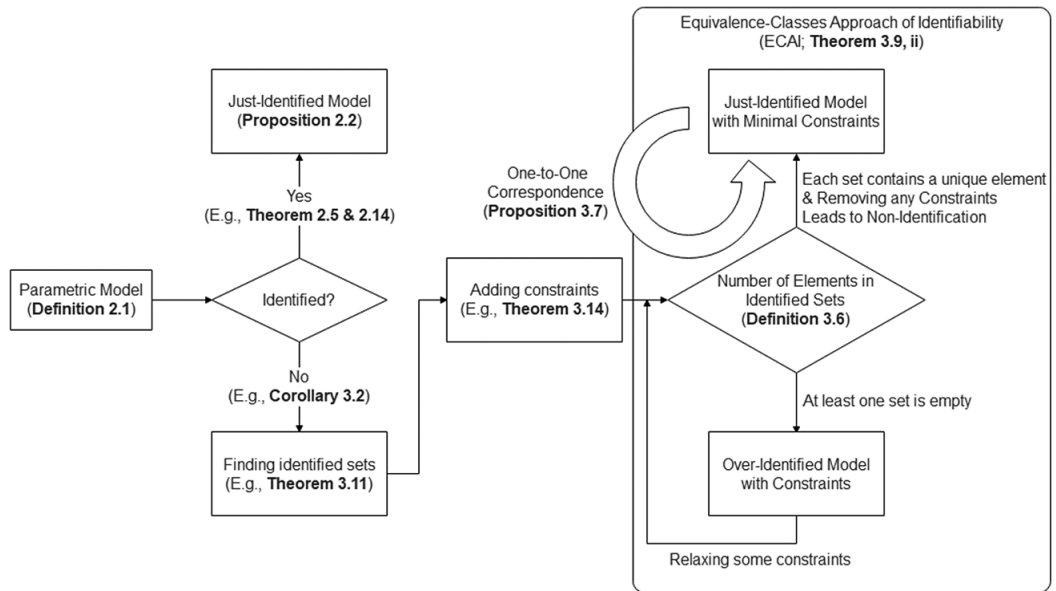 Equivalence-Classes Approach of Identifiability
(ECAI; Theorem 3.9, ii)
Just-Identified Model
(Proposition 2.2)
Just-Identified Model
with Minimal Constraints
One-to-One
Correspondence
(Proposition 3.7)
Each set contains a unique element
& Removing any Constraints
Leads to Non-Identification
Yes
(E.g., Theorem 2.5 & 2.14)
Parametric Model
(Definition 2.1)
Identified?
Adding constraints
(E.g., Theorem 3.14)
Number of Elements in
Identified Sets
(Definition 3.6)
No
(E.g., Corollary 3.2)
At least one set is empty
Finding identified sets
(E.g., Theorem 3.11)
Over-Identified Model
with Constraints
Relaxing some constraints